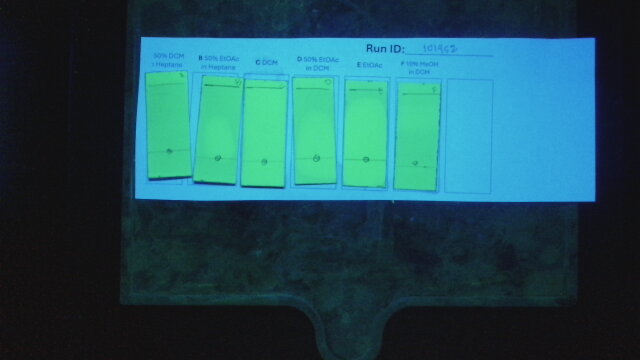 Run ID: 101962
50% DCM
: Heptane
B 50% EtOAc
in Heptane
C DCM
D 50% EtOAc
in DCM
E EtOAc
F 10% MeOH
in DCM